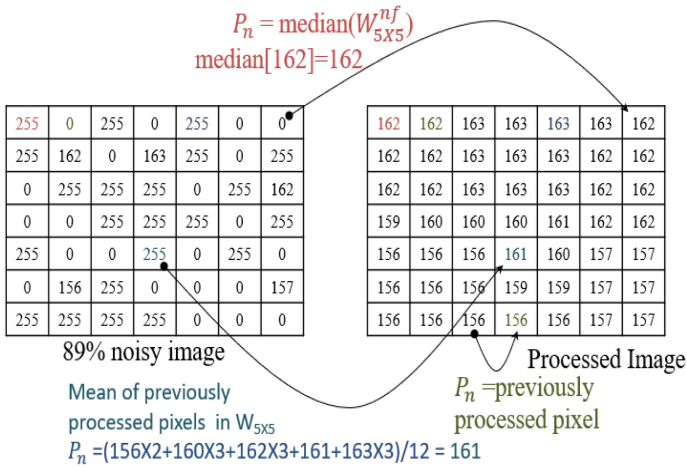 Pₙ = median(W₅ₓ₅ⁿᶠ)
median[162]=162
255 0 255 0 255 0 0
255 162 0 163 255 0 255
0 255 255 255 0 255 162
0 0 255 255 255 0 255
255 0 0 255 0 255 0
0 156 255 0 0 0 157
255 255 255 255 0 0 0
89% noisy image
162 162 163 163 163 163 162
162 162 163 163 163 162 162
162 162 163 163 163 162 162
159 160 160 160 161 162 162
156 156 156 161 160 157 157
156 156 156 159 159 157 157
156 156 156 156 156 157 157
Processed Image
Mean of previously
processed pixels in W₅ₓ₅
Pₙ =(156X2+160X3+162X3+161+163X3)/12 = 161
Pₙ =previously
processed pixel